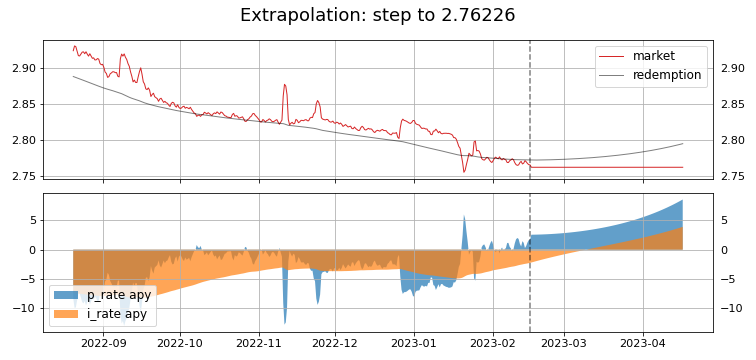 Extrapolation: step to 2.76226
market
redemption
2.90 2.90
2.85 2.85
2.80 2.80
2.75 2.75
5 5
0 0
−5 −5
−10 −10
p_rate apy
i_rate apy
2022-09 2022-10 2022-11 2022-12 2023-01 2023-02 2023-03 2023-04